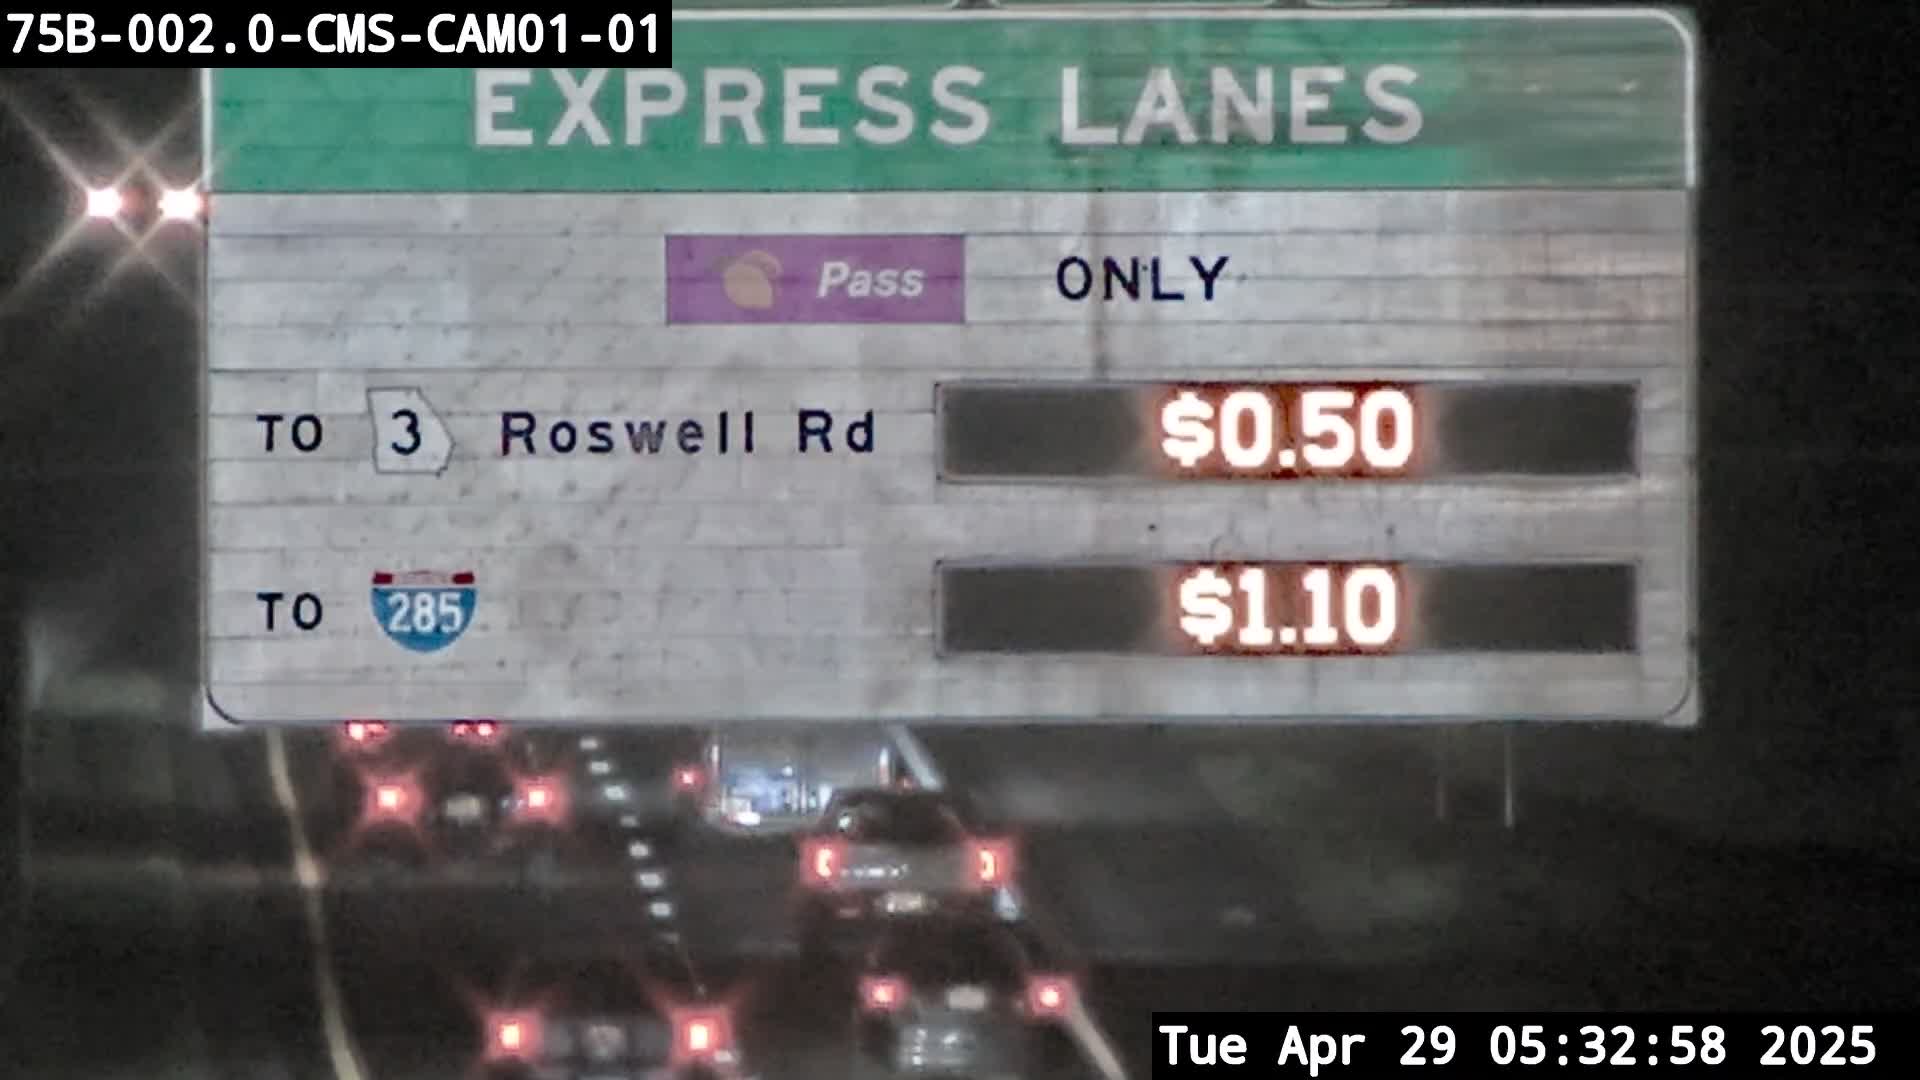 75B-002.0-CMS-CAM01-01
EXPRESS LANES
Pass ONLY
TO 3 Roswell Rd $0.50
TO 285 $1.10
Tue Apr 29 05:32:58 2025